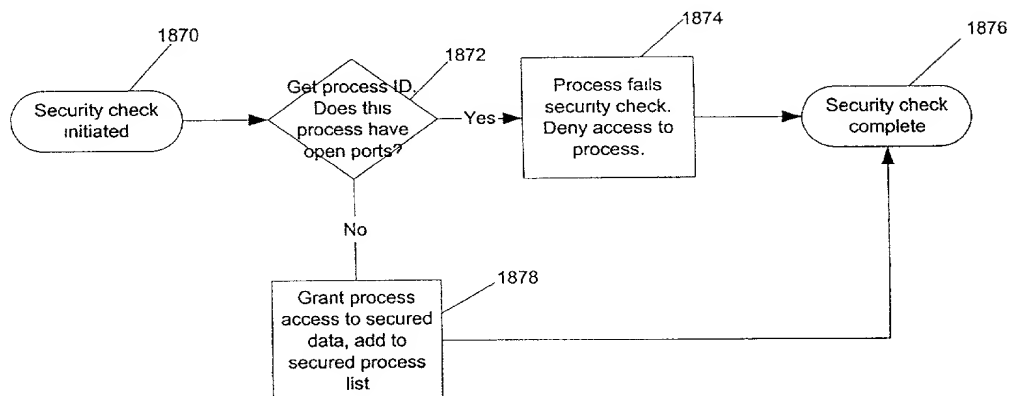 1870
Security check
initiated
1872
Get process ID.
Does this
process have
open ports?
Yes
1874
Process fails
security check.
Deny access to
process.
1876
Security check
complete
No
1878
Grant process
access to secured
data, add to
secured process
list